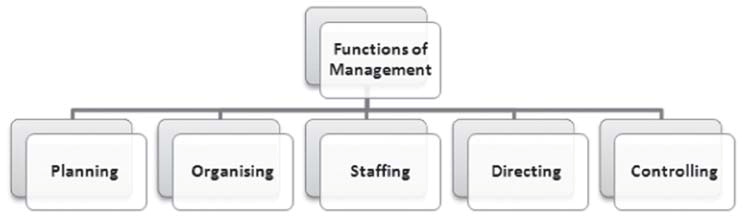 Functions of
Management
Planning
Organising
Staffing
Directing
Controlling